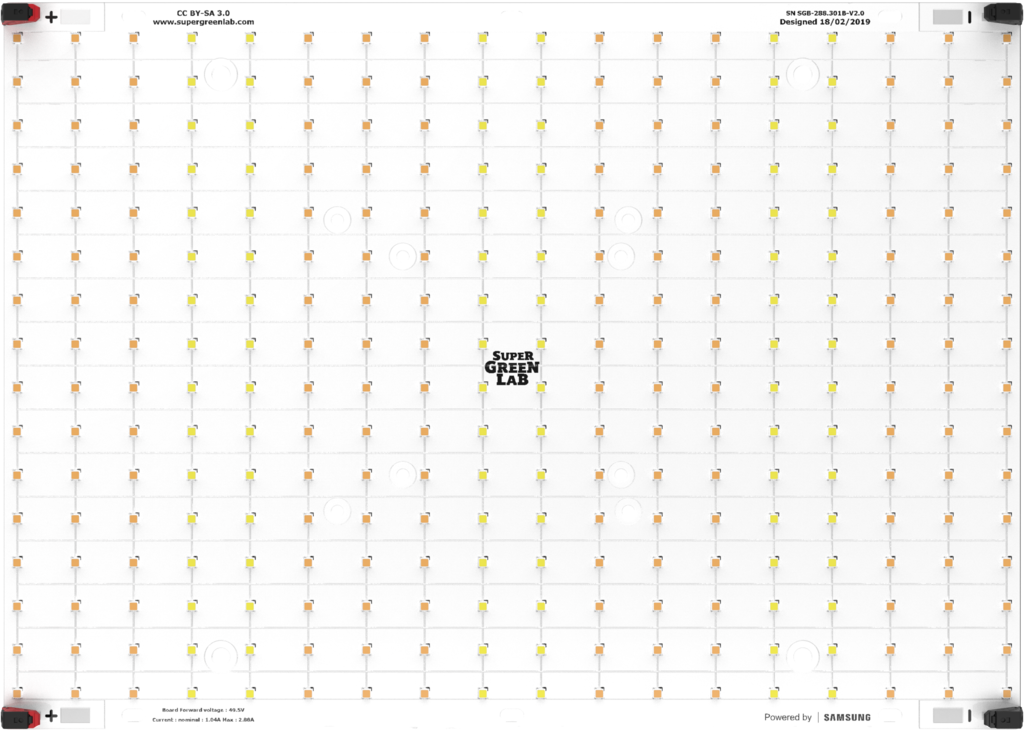 +
CC BY-SA 3.0
www.supergreenlab.com
SN SGB-288.301B-V2.0
Designed 18/02/2019
SUPER
GREEN
LAB
+
Board Forward voltage : 49.5V
Current : nominal : 1.04A Max : 2.88A
Powered by | SAMSUNG